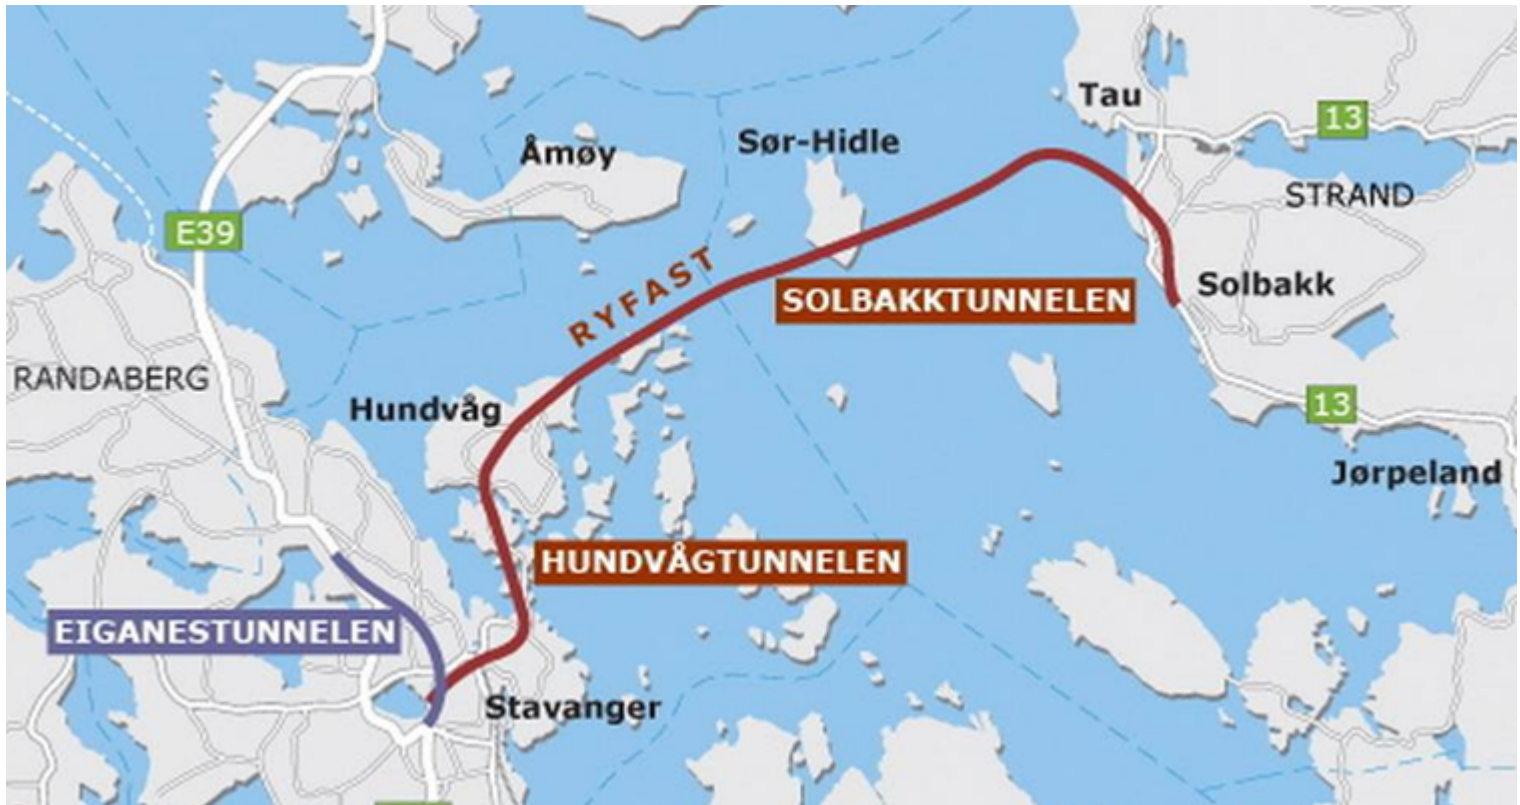 Tau
13
Sør-Hidle
Åmøy
STRAND
E39
RYFAST
SOLBAKKTUNNELEN
Solbakk
RANDABERG
Hundvåg
13
Jørpeland
HUNDVÅGTUNNELEN
EIGANESTUNNELEN
Stavanger